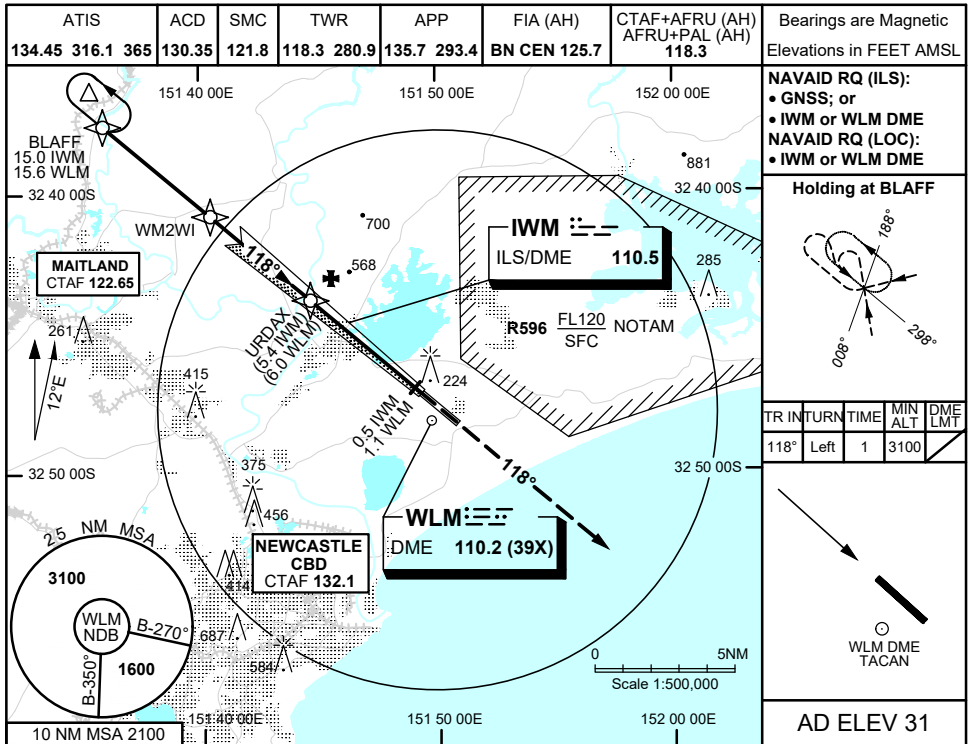 ATIS
134.45 316.1 365
ACD
130.35
SMC
121.8
TWR
118.3 280.9
APP
135.7 293.4
FIA (AH)
BN CEN 125.7
CTAF+AFRU (AH)
AFRU+PAL (AH)
118.3
Bearings are Magnetic
Elevations in FEET AMSL
NAVAID RQ (ILS):
• GNSS; or
• IWM or WLM DME
NAVAID RQ (LOC):
• IWM or WLM DME
Holding at BLAFF
188°
298°
008°
TR IN TURN TIME MIN ALT DME LMT
118° Left 1 3100
WLM DME
TACAN
AD ELEV 31
151 40 00E
151 50 00E
152 00 00E
BLAFF
15.0 IWM
15.6 WLM
32 40 00S
32 40 00S
881
WM2WI
700
568
118°
IWM
ILS/DME 110.5
285
MAITLAND
CTAF 122.65
R596 FL120 NOTAM
SFC
URDAX
(5.4 IWM)
(6.0 WLM)
261
12°E
415
224
0.5 IWM
1.1 WLM
32 50 00S
32 50 00S
118°
375
456
WLM
DME 110.2 (39X)
NEWCASTLE
CBD
CTAF 132.1
414
687
584
25 NM MSA
3100
WLM
NDB
B-270°
B-350°
1600
10 NM MSA 2100
0 5NM
Scale 1:500,000
151 40 00E
151 50 00E
152 00 00E